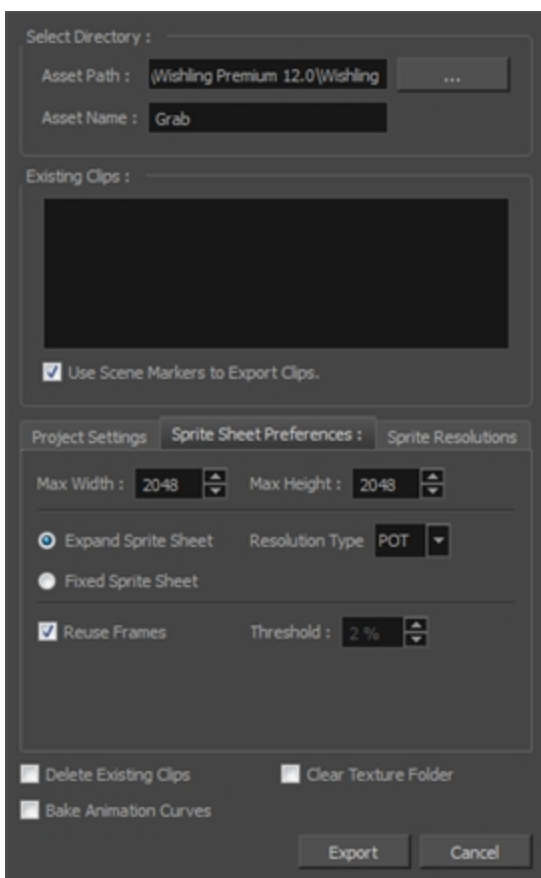 Select Directory :
Asset Path : \Wishling Premium 12.0\Wishling ...
Asset Name : Grab
Existing Clips :
Use Scene Markers to Export Clips.
Project Settings Sprite Sheet Preferences : Sprite Resolutions
Max Width : 2048 Max Height : 2048
Expand Sprite Sheet Resolution Type POT
Fixed Sprite Sheet
Reuse Frames Threshold : 2 %
Delete Existing Clips Clear Texture Folder
Bake Animation Curves
Export Cancel